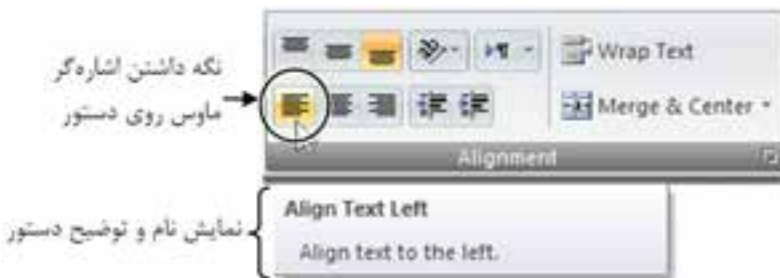 Wrap Text
نگه داشتن اشاره‌گر
ماوس روی دستور
Merge & Center
Alignment
نمایش نام و توضیح دستور
Align Text Left
Align text to the left.